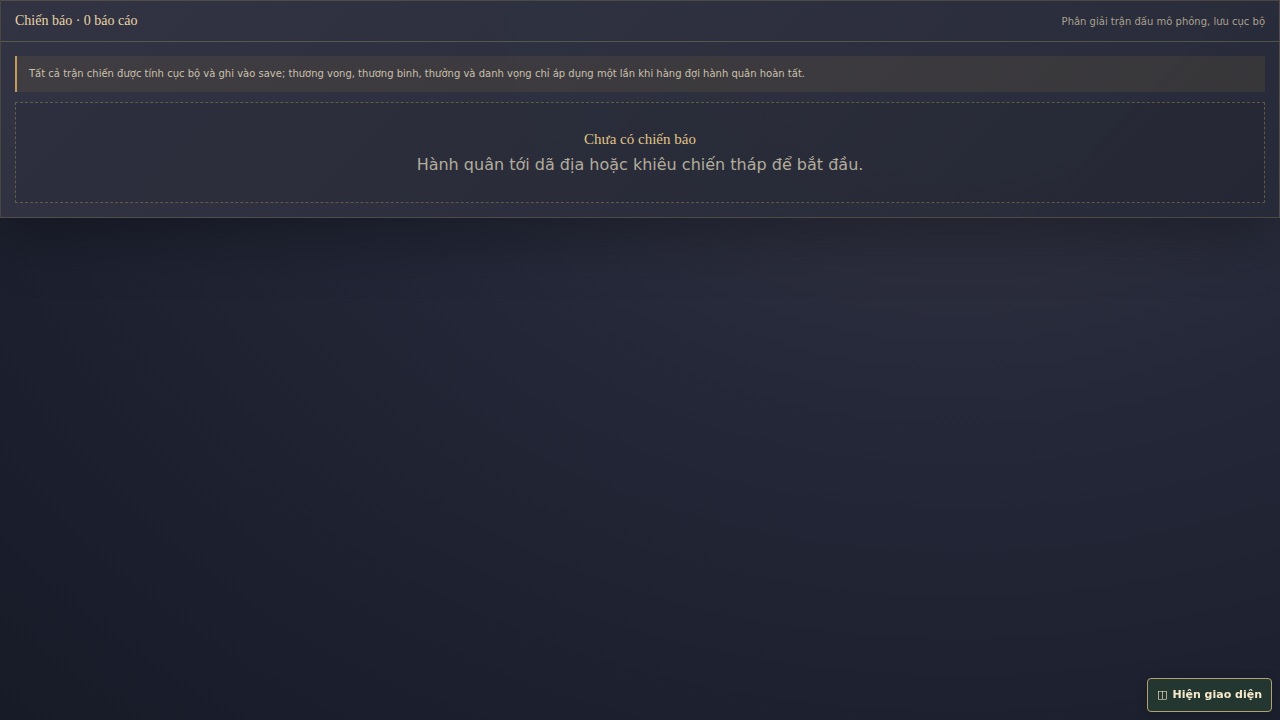 Chiến báo · 0 báo cáo
Phân giải trận đấu mô phỏng, lưu cục bộ
Tất cả trận chiến được tính cục bộ và ghi vào save; thương vong, thương binh, thưởng và danh vọng chỉ áp dụng một lần khi hàng đợi hành quân hoàn tất.
Chưa có chiến báo
Hành quân tới dã địa hoặc khiêu chiến tháp để bắt đầu.
Hiện giao diện